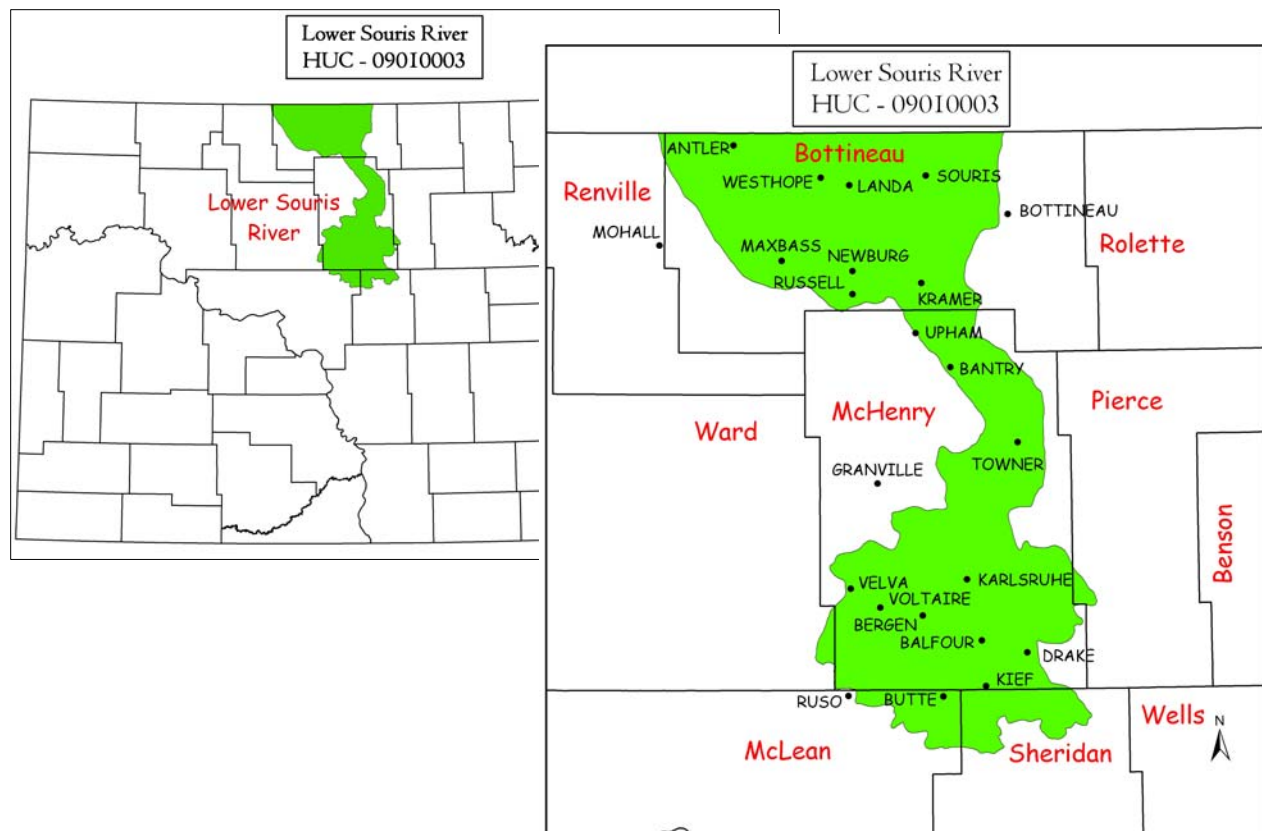 Lower Souris River
HUC - 09010003
Lower Souris
River
Lower Souris River
HUC - 09010003
ANTLER
Bottineau
WESTHOPE
LANDA
SOURIS
Renville
BOTTINEAU
MOHALL
Rolette
MAXBASS
NEWBURG
RUSSELL
KRAMER
UPHAM
BANTRY
McHenry
Pierce
Ward
TOWNER
GRANVILLE
Benson
VELVA
KARLSRUHE
VOLTAIRE
BERGEN
BALFOUR
DRAKE
KIEF
RUSO
BUTTE
Wells
N
McLean
Sheridan